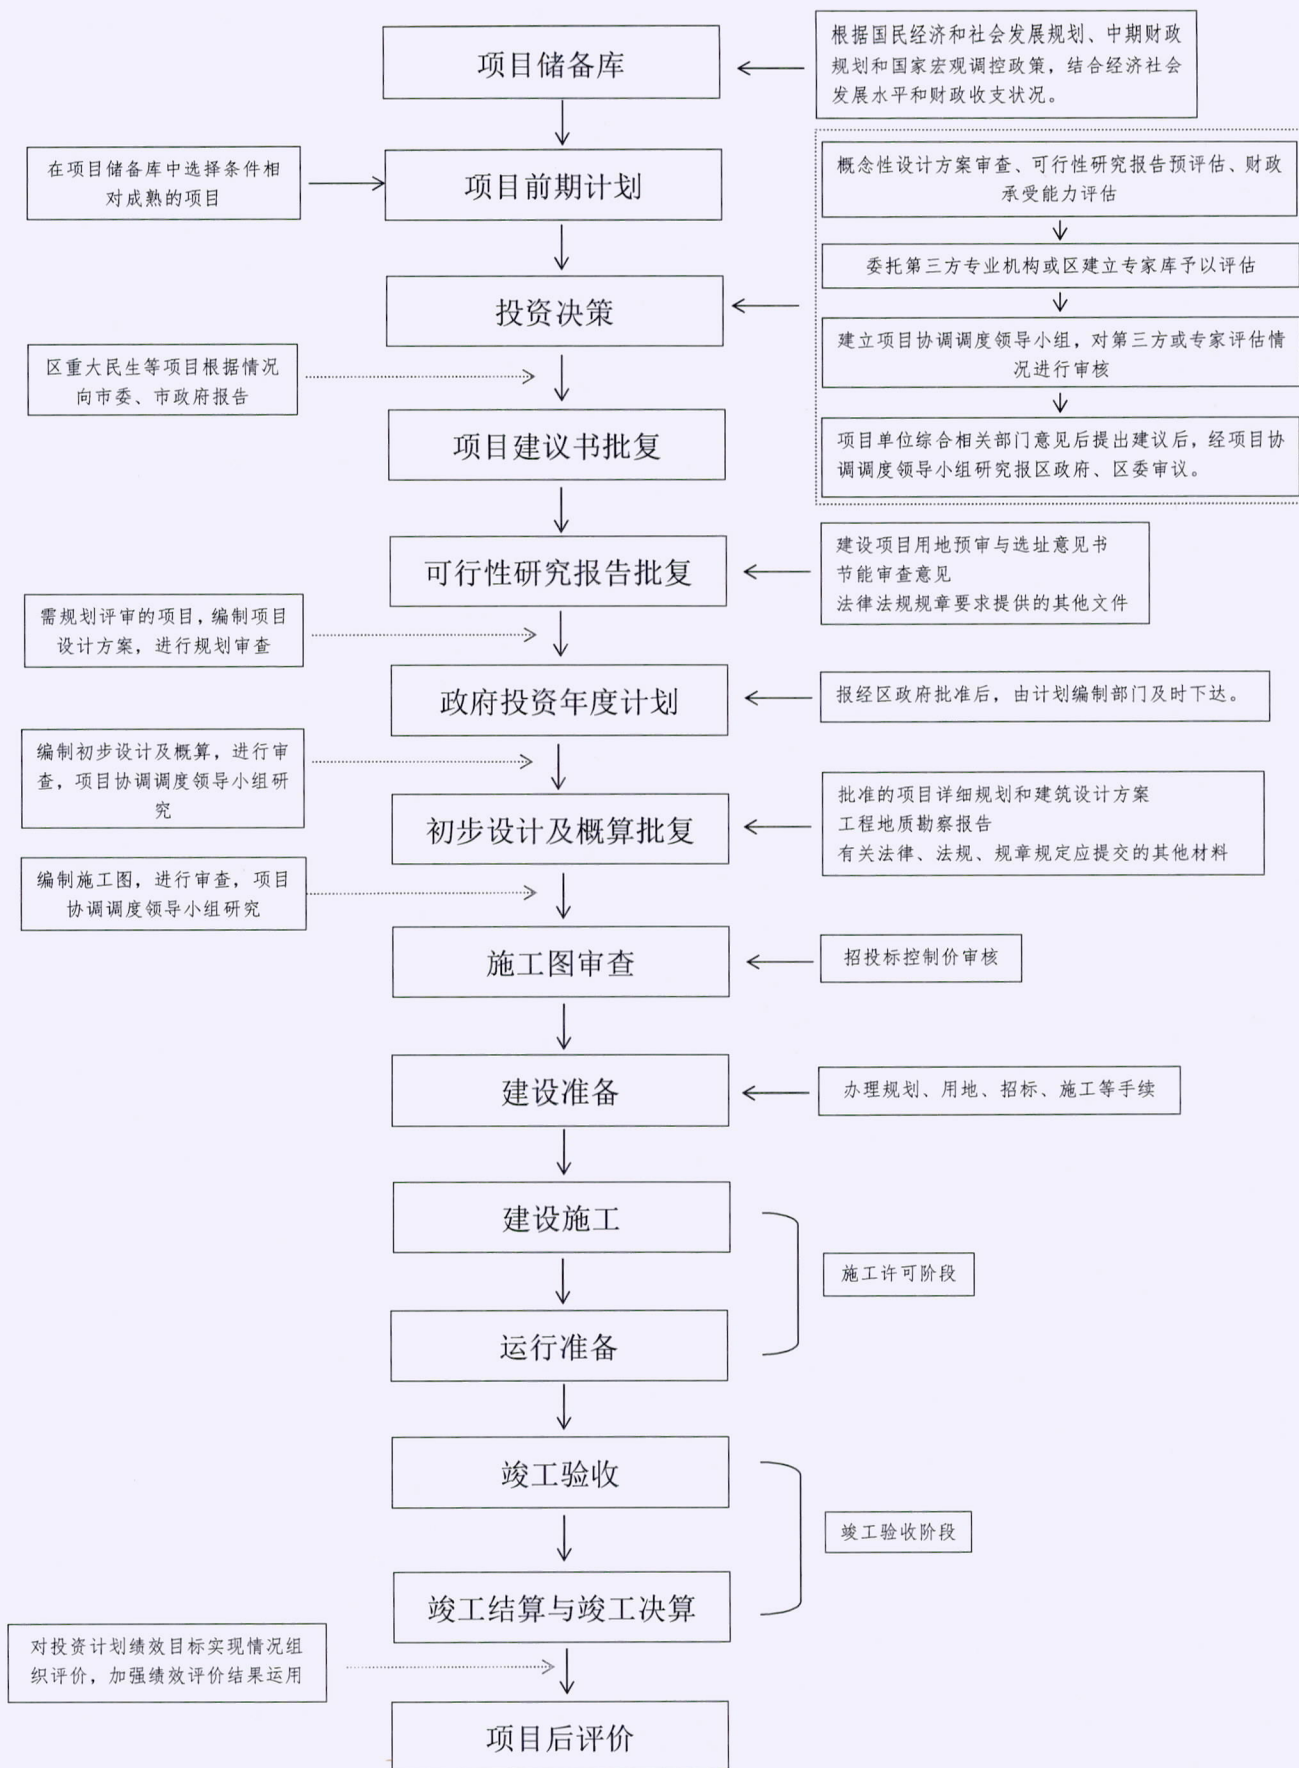 项目储备库
根据国民经济和社会发展规划、中期财政
规划和国家宏观调控政策，结合经济社会
发展水平和财政收支状况。
在项目储备库中选择条件相
对成熟的项目
项目前期计划
概念性设计方案审查、可行性研究报告预评估、财政
承受能力评估
委托第三方专业机构或区建立专家库予以评估
投资决策
建立项目协调调度领导小组，对第三方或专家评估情
况进行审核
区重大民生等项目根据情况
向市委、市政府报告
项目建议书批复
项目单位综合相关部门意见后提出建议后，经项目协
调调度领导小组研究报区政府、区委审议。
可行性研究报告批复
建设项目用地预审与选址意见书
节能审查意见
法律法规规章要求提供的其他文件
需规划评审的项目，编制项目
设计方案，进行规划审查
政府投资年度计划
报经区政府批准后，由计划编制部门及时下达。
编制初步设计及概算，进行审
查，项目协调调度领导小组研
究
初步设计及概算批复
批准的项目详细规划和建筑设计方案
工程地质勘察报告
有关法律、法规、规章规定应提交的其他材料
编制施工图，进行审查，项目
协调调度领导小组研究
施工图审查
招投标控制价审核
建设准备
办理规划、用地、招标、施工等手续
建设施工
施工许可阶段
运行准备
竣工验收
竣工验收阶段
竣工结算与竣工决算
对投资计划绩效目标实现情况组
织评价，加强绩效评价结果运用
项目后评价